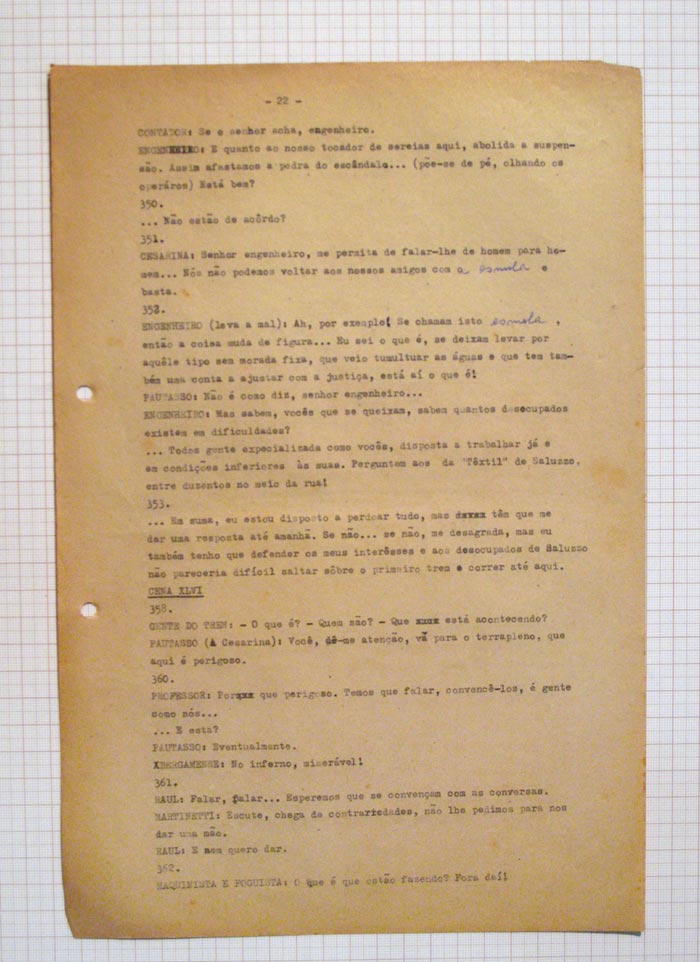 - 22 -
CONTADOR: Se o senhor acha, engenheiro.
ENGENHEIRO: E quanto ao nosso tocador de sereias aqui, abolida a suspen-
são. Assim afastamos a pedra do escândalo... (põe-se de pé, olhando os
operáros) Está bem?
350.
... Não estão de acôrdo?
351.
CESARINA: Senhor engenheiro, me permita de falar-lhe de homem para ho-
mem... Nós não podemos voltar aos nossos amigos com a esmola e
basta.
352.
ENGENHEIRO (leva a mal): Ah, por exemplo! Se chamam isto esmola ,
então a coisa muda de figura... Eu sei o que é, se deixam levar por
aquêle tipo sem morada fixa, que veio tumultuar as águas e que tem tam-
bém uma conta a ajustar com a justiça, está aí o que é!
PAUTASSO: Não é como diz, senhor engenheiro...
ENGENHEIRO: Mas sabem, vocês que se queixam, sabem quantos desocupados
existem em dificuldades?
... Todos gente expecializada como vocês, disposta a trabalhar já e
em condições inferiores às suas. Perguntem aos da "Têxtil" de Saluzzo,
entre duzentos no meio da rua!
353.
... Em suma, eu estou disposto a perdoar tudo, mas têm que me
dar uma resposta até amanhã. Se não... se não, me desagrada, mas eu
também tenho que defender os meus interêsses e aos desocupados de Saluzzo
não pareceria difícil saltar sôbre o primeiro trem e correr até aqui.
CENA XLVI
358.
GENTE DO TREM: - O que é? - Quem são? - Que xxxx está acontecendo?
PAUTASSO (A Cesarina): Você, dê-me atenção, vá para o terrapleno, que
aqui é perigoso.
360.
PROFESSOR: Porxxx que perigoso. Temos que falar, convencê-los, é gente
como nós...
... E esta?
PAUTASSO: Eventualmente.
XBERGAMENSE: No inferno, miserável!
361.
RAUL: Falar, falar... Esperemos que se convençam com as conversas.
MARTINETTI: Escute, chega de contrariedades, não lhe pedimos para nos
dar uma mão.
RAUL: E nem quero dar.
362.
MAQUINISTA E FOGUISTA: O que é que estão fazendo? Fora daí!